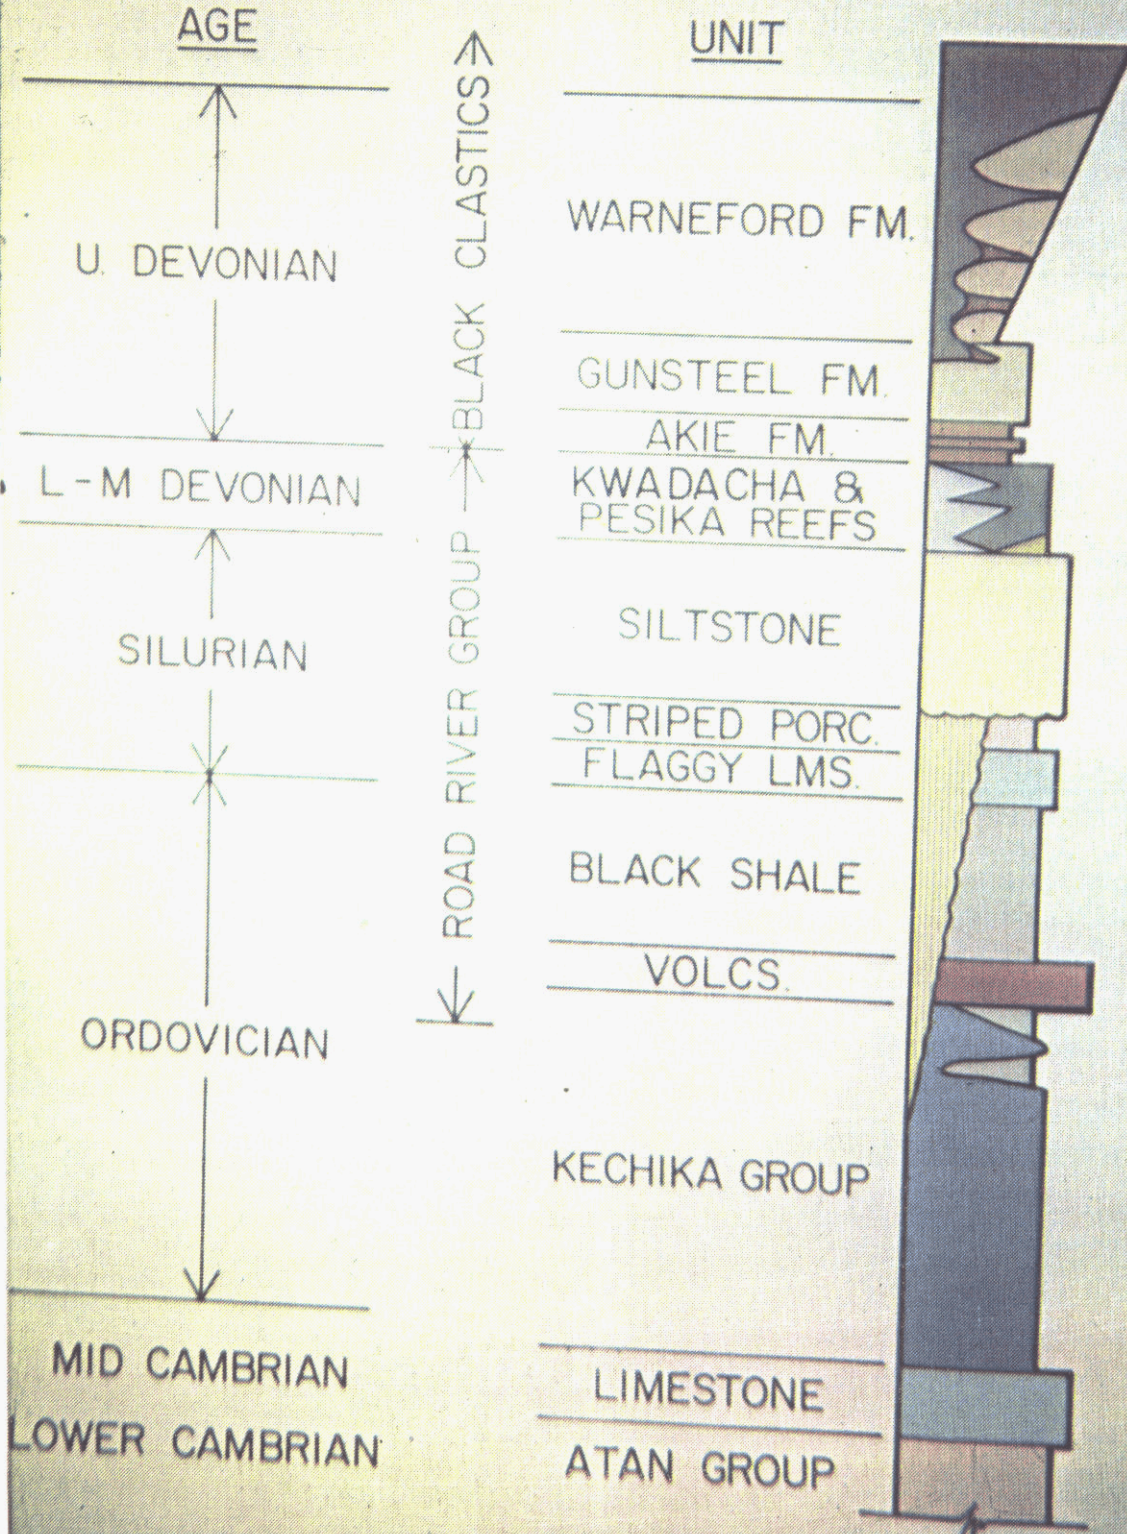 AGE
UNIT
BLACK CLASTICS
WARNEFORD FM.
U. DEVONIAN
GUNSTEEL FM.
AKIE FM.
L-M DEVONIAN
KWADACHA &
PESIKA REEFS
ROAD RIVER GROUP
SILTSTONE
SILURIAN
STRIPED PORC.
FLAGGY LMS.
BLACK SHALE
VOLCS.
ORDOVICIAN
KECHIKA GROUP
MID CAMBRIAN
LIMESTONE
LOWER CAMBRIAN
ATAN GROUP